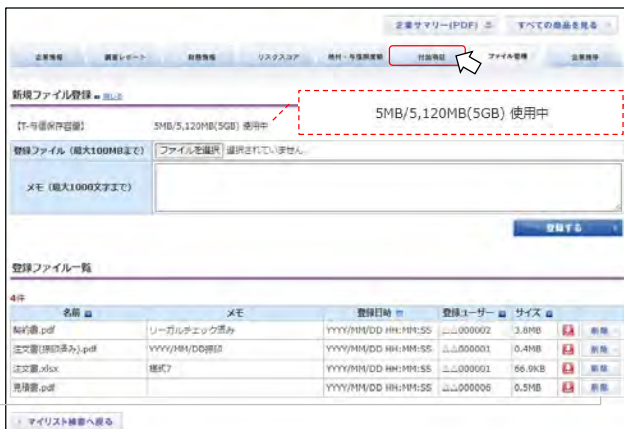 企業サマリー(PDF) すべての商品を見る
企業情報 調査レポート 財務情報 リスクスコア 格付・与信限度額 付加項目 ファイル管理
新規ファイル登録 閉じる
【T-与信保存容量】 5MB/5,120MB(5GB) 使用中
5MB/5,120MB(5GB) 使用中
登録ファイル (最大100MBまで) ファイルを選択 選択されていません
メモ (最大1000文字まで)
登録する
登録ファイル一覧
4件
名前 メモ 登録日時 登録ユーザー サイズ
契約書.pdf リーガルチェック済み YYYY/MM/DD HH:MM:SS △△000002 3.8MB 削除
注文書(押印済み).pdf YYYY/MM/DD押印 YYYY/MM/DD HH:MM:SS △△000001 0.4MB 削除
注文書.xlsx 様式7 YYYY/MM/DD HH:MM:SS △△000001 66.9KB 削除
見積書.pdf YYYY/MM/DD HH:MM:SS △△000006 0.5MB 削除
マイリスト検索へ戻る